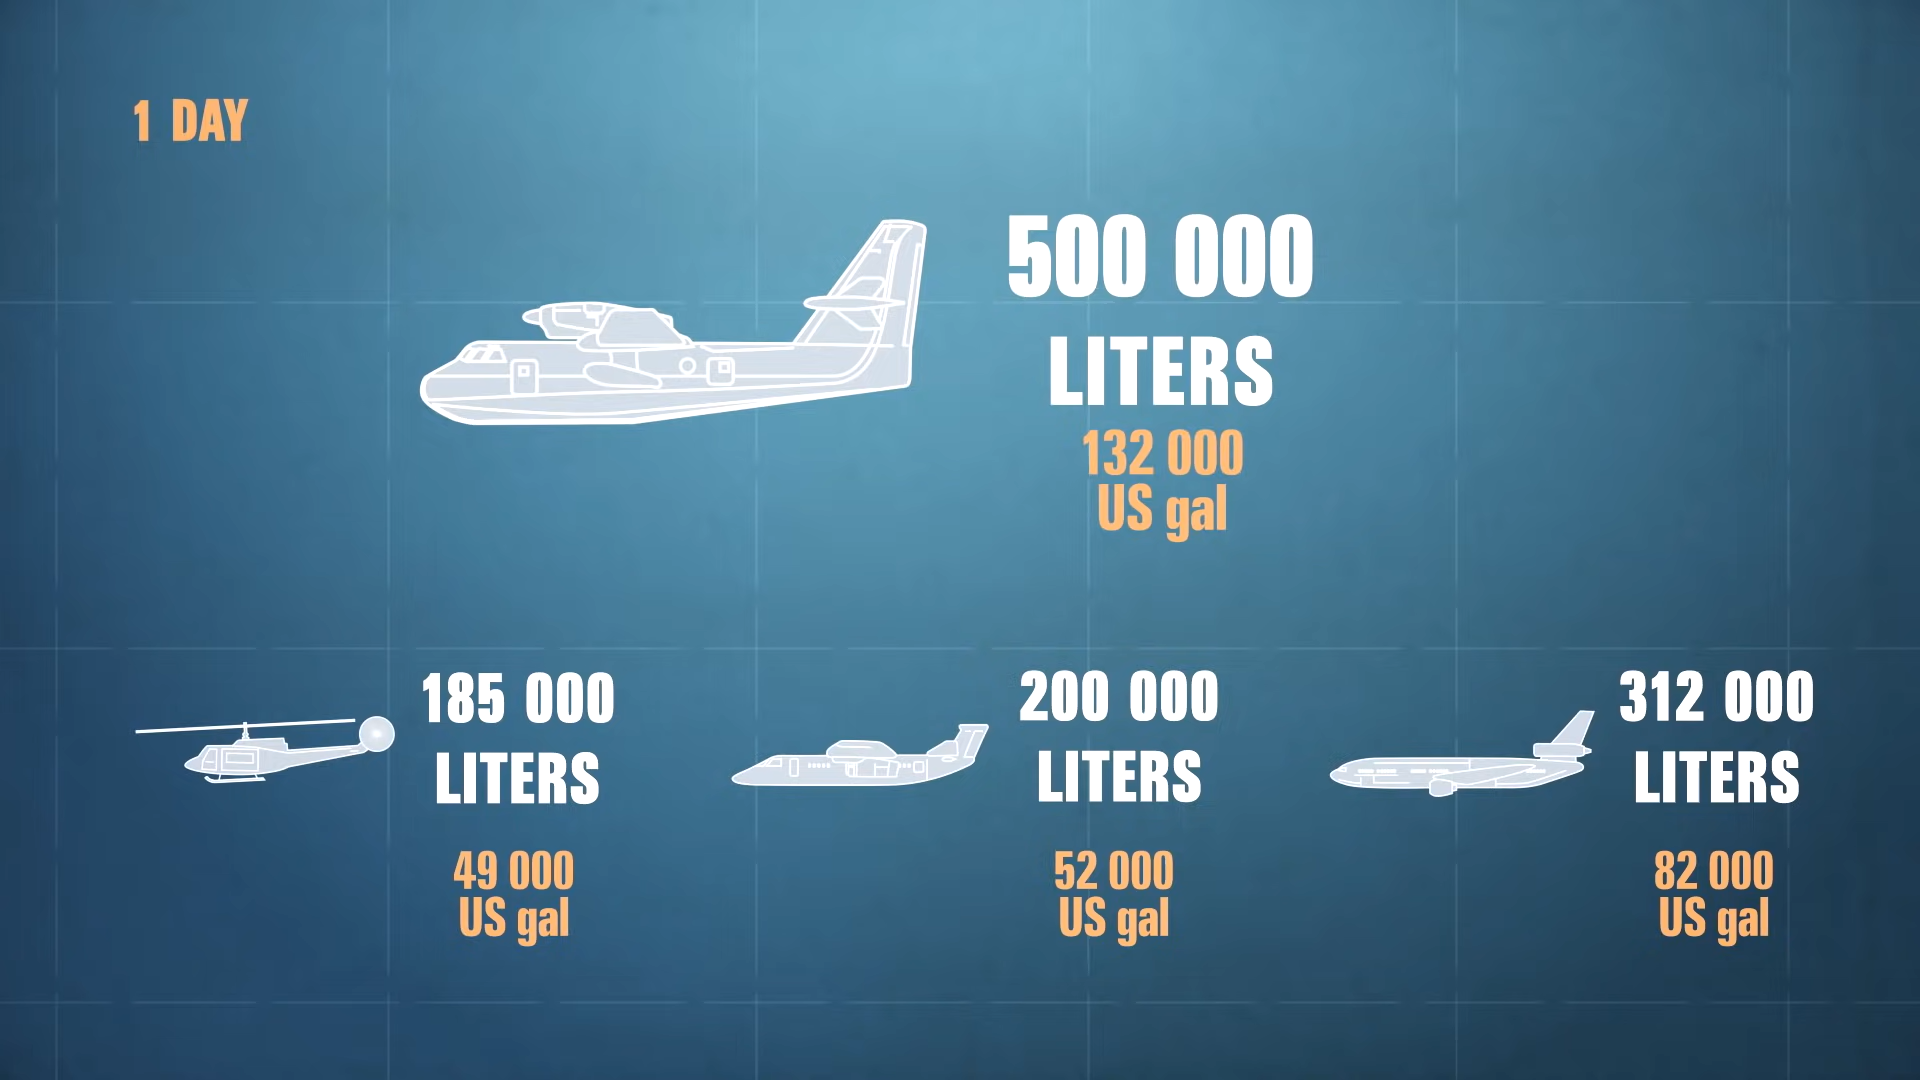 1 DAY
500 000
LITERS
132 000
US gal
185 000
LITERS
49 000
US gal
200 000
LITERS
52 000
US gal
312 000
LITERS
82 000
US gal